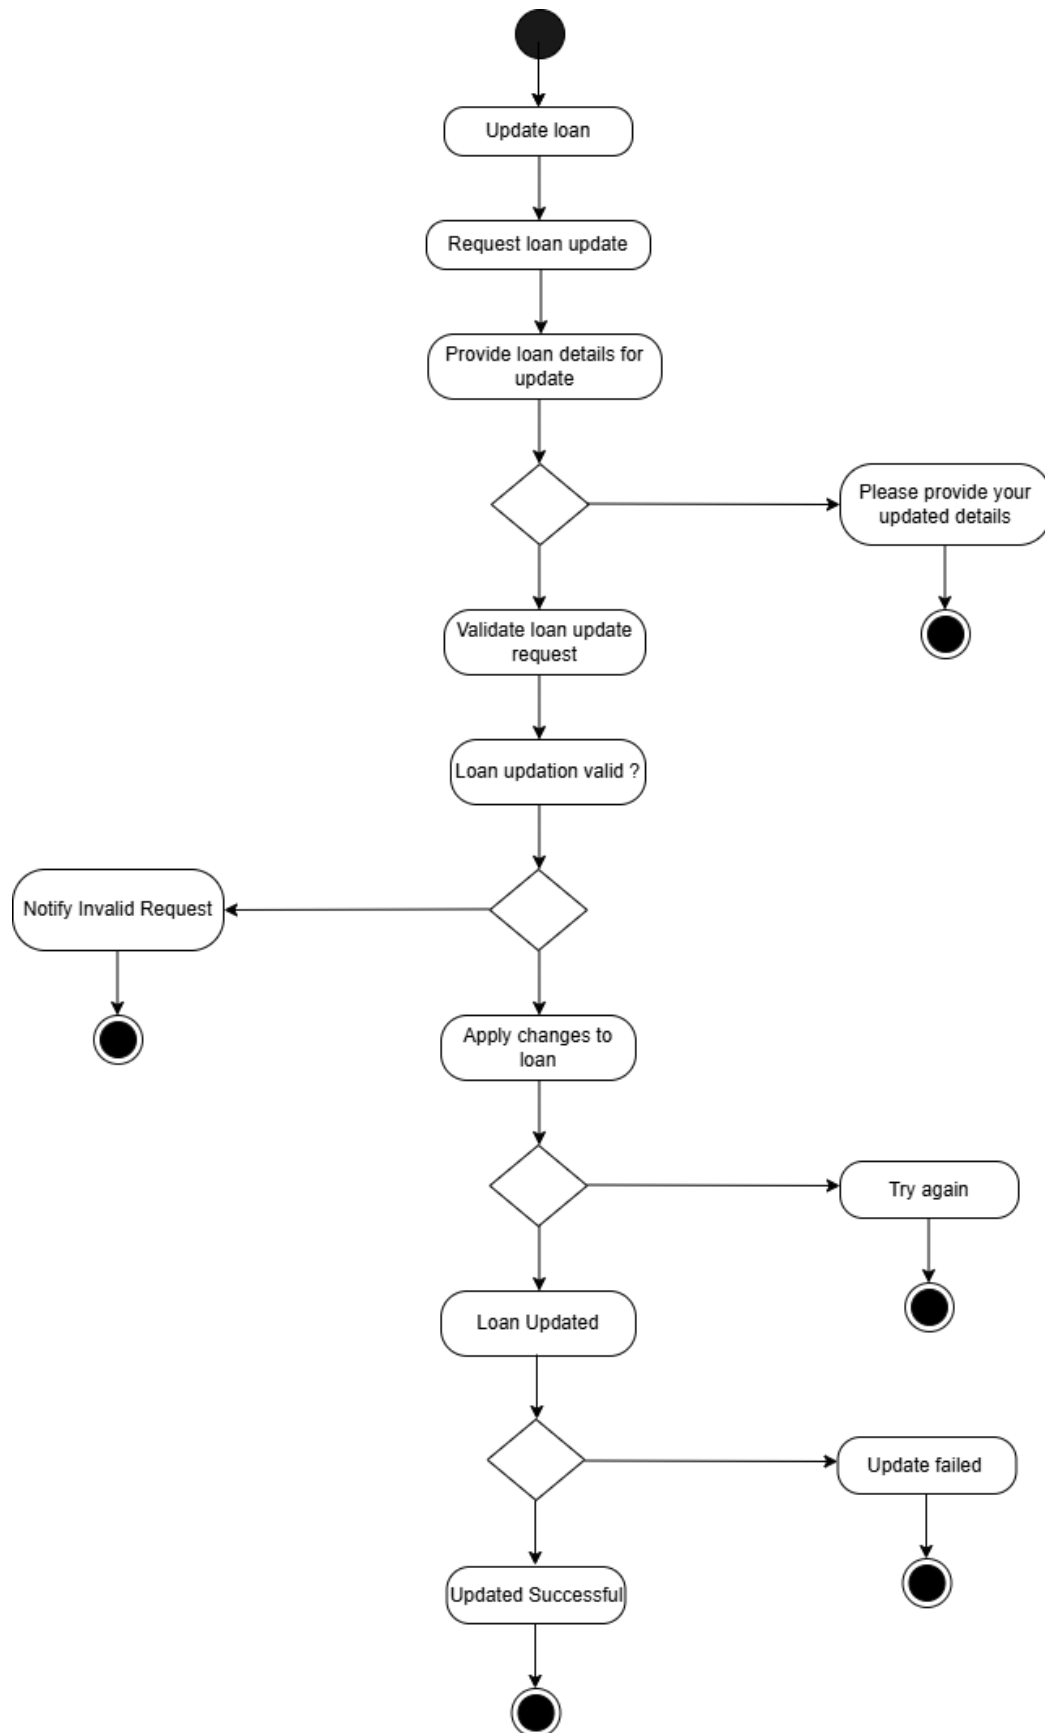 Update loan
Request loan update
Provide loan details for
update
Please provide your
updated details
Validate loan update
request
Loan updation valid ?
Notify Invalid Request
Apply changes to
loan
Try again
Loan Updated
Update failed
Updated Successful